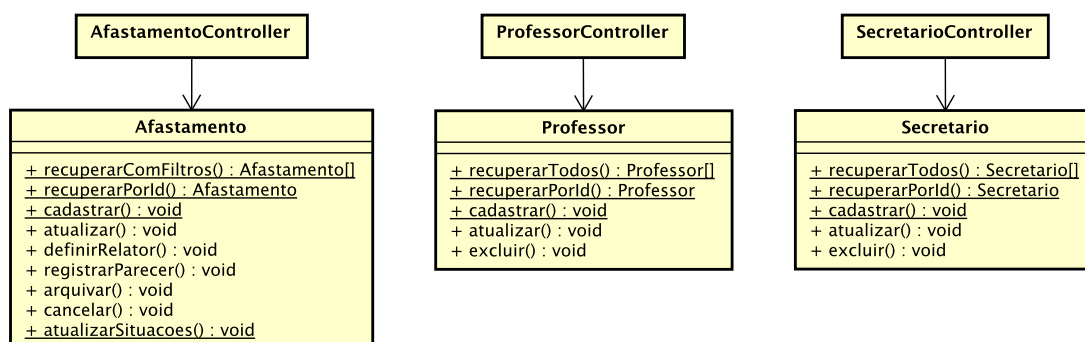 AfastamentoController
ProfessorController
SecretarioController
Afastamento
+ recuperarComFiltros() : Afastamento[]
+ recuperarPorId() : Afastamento
+ cadastrar() : void
+ atualizar() : void
+ definirRelator() : void
+ registrarParecer() : void
+ arquivar() : void
+ cancelar() : void
+ atualizarSituacoes() : void
Professor
+ recuperarTodos() : Professor[]
+ recuperarPorId() : Professor
+ cadastrar() : void
+ atualizar() : void
+ excluir() : void
Secretario
+ recuperarTodos() : Secretario[]
+ recuperarPorId() : Secretario
+ cadastrar() : void
+ atualizar() : void
+ excluir() : void